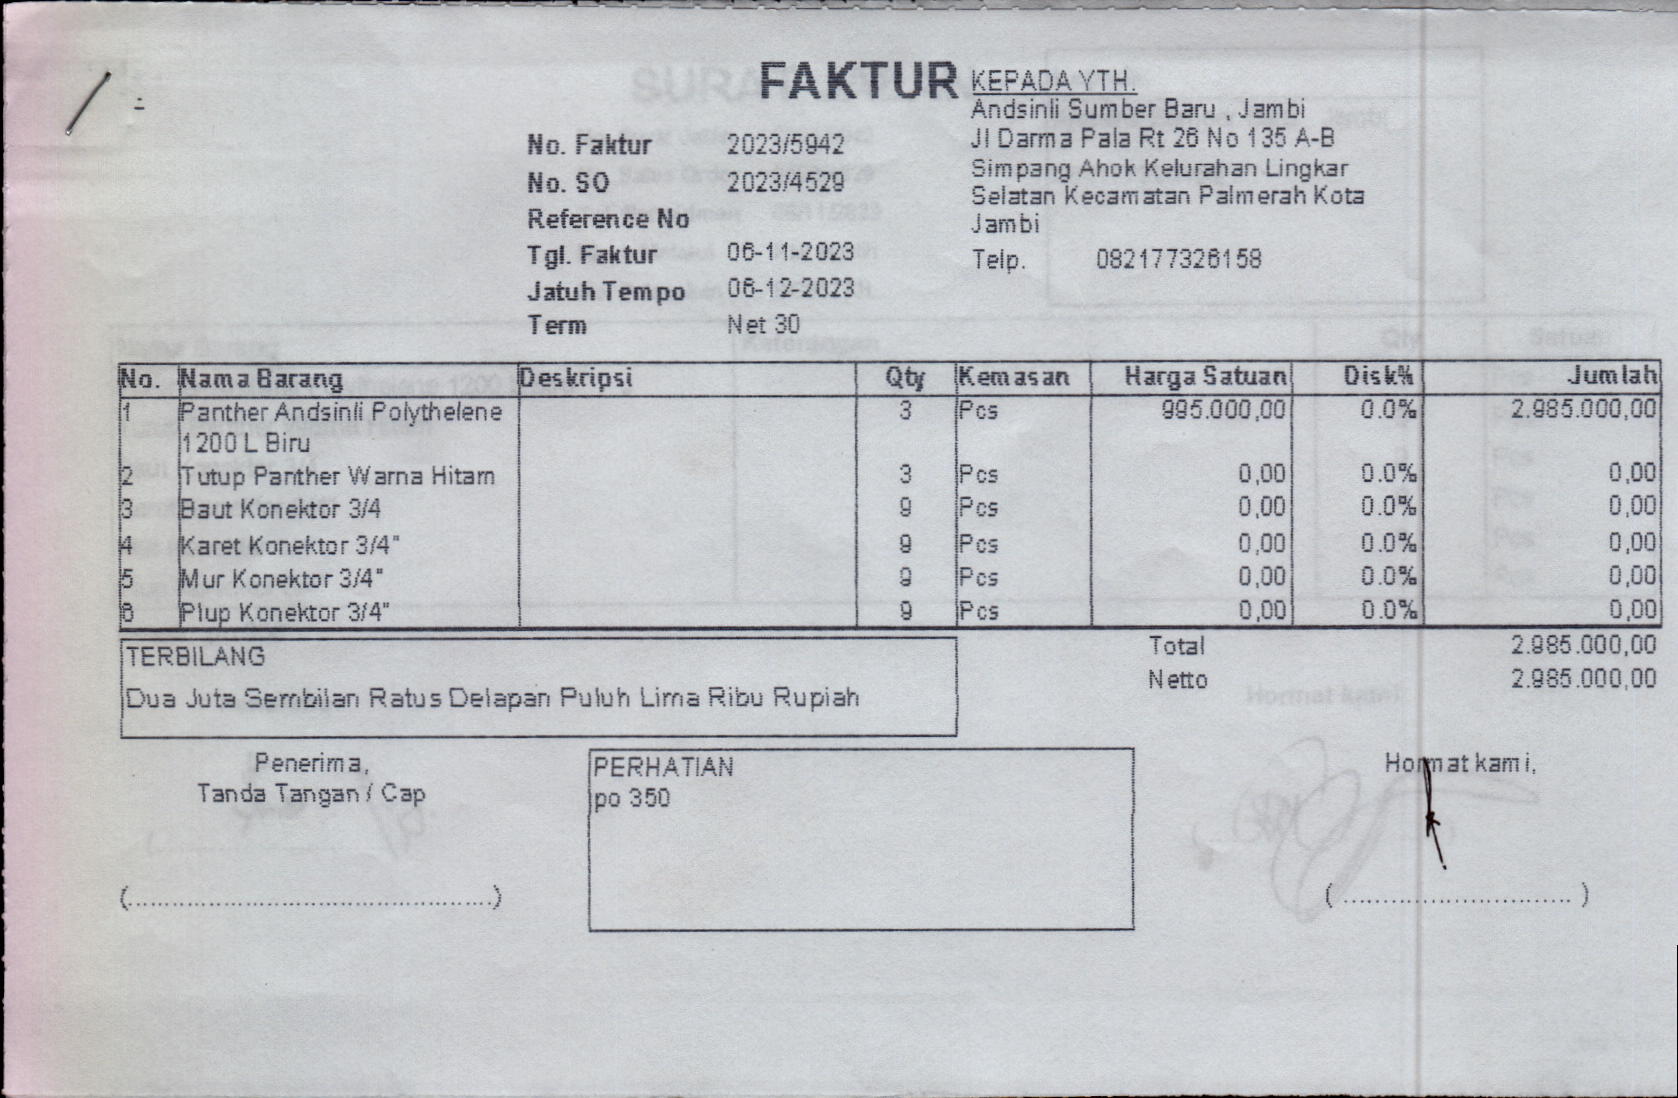 FAKTUR
No. Faktur 2023/5942
No. SO 2023/4529
Reference No
Tgl. Faktur 06-11-2023
Jatuh Tempo 06-12-2023
Term Net 30
KEPADA YTH.
Andsinli Sumber Baru , Jambi
Jl Darma Pala Rt 26 No 135 A-B
Simpang Ahok Kelurahan Lingkar
Selatan Kecamatan Palmerah Kota
Jambi
Telp. 082177326158
No. Nama Barang Deskripsi Qty Kemasan Harga Satuan Disk% Jumlah
1 Panther Andsinli Polythelene 3 Pcs 995.000,00 0.0% 2.985.000,00
1200 L Biru
2 Tutup Panther Warna Hitam 3 Pcs 0,00 0.0% 0,00
3 Baut Konektor 3/4 9 Pcs 0,00 0.0% 0,00
4 Karet Konektor 3/4" 9 Pcs 0,00 0.0% 0,00
5 Mur Konektor 3/4" 9 Pcs 0,00 0.0% 0,00
6 Plup Konektor 3/4" 9 Pcs 0,00 0.0% 0,00
Total 2.985.000,00
Netto 2.985.000,00
TERBILANG
Dua Juta Sembilan Ratus Delapan Puluh Lima Ribu Rupiah
Penerima,
Tanda Tangan / Cap
(................................................)
PERHATIAN
po 350
Hormat kami,
(..............................)